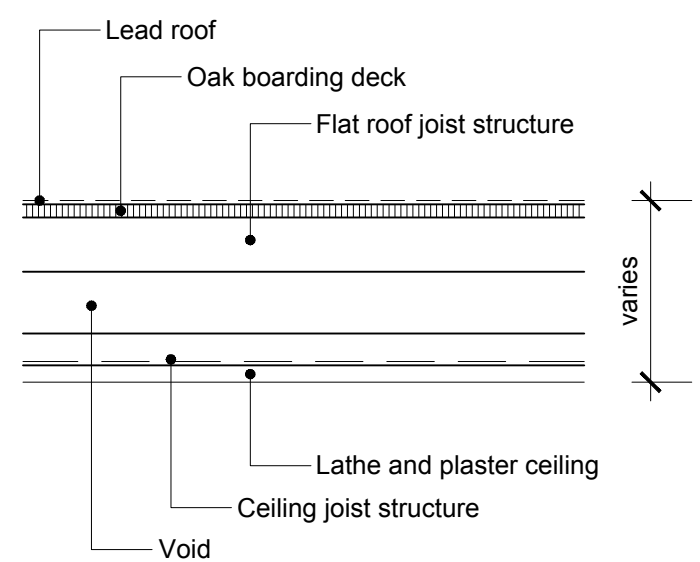 Lead roof
Oak boarding deck
Flat roof joist structure
varies
Lathe and plaster ceiling
Ceiling joist structure
Void